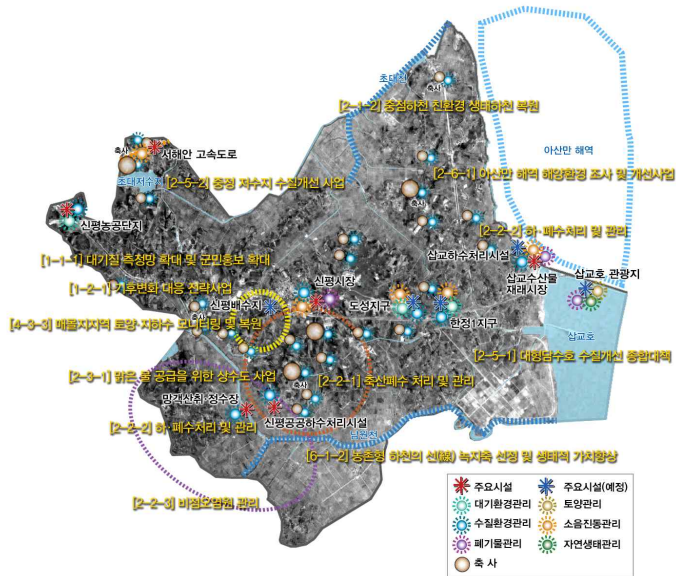 초대천
축사
[2-1-2] 중점하천 친환경 생태하천 복원
아산만 해역
축사
서해안 고속도로
초대저수지
[2-5-2] 중점 저수지 수질개선 사업
[2-6-1] 아산만 해역 해양환경 조사 및 개선사업
신평농공단지
[2-2-2] 하·폐수처리 및 관리
축사
삽교하수처리시설
[1-1-1] 대기질 측정망 확대 및 군민홍보 확대
삽교수산물
재래시장
삽교호 관광지
신평시장
[1-2-1] 기후변화 대응 전략사업
축사
신평배수지
도성지구
한정1지구
[4-3-3] 매몰지지역 토양·지하수 모니터링 및 복원
삽교호
[2-5-1] 대형담수호 수질개선 종합대책
[2-3-1] 맑은 물 공급을 위한 상수도 사업
축사
[2-2-1] 축산폐수 처리 및 관리
망객산취·정수장
신평공공하수처리시설
[2-2-2] 하·폐수처리 및 관리
남원천
[6-1-2] 농촌형 하천의 선(線) 녹지축 선정 및 생태적 가치향상
[2-2-3] 비점오염원 관리
주요시설
주요시설(예정)
대기환경관리
토양관리
수질환경관리
소음진동관리
폐기물관리
자연생태관리
축 사